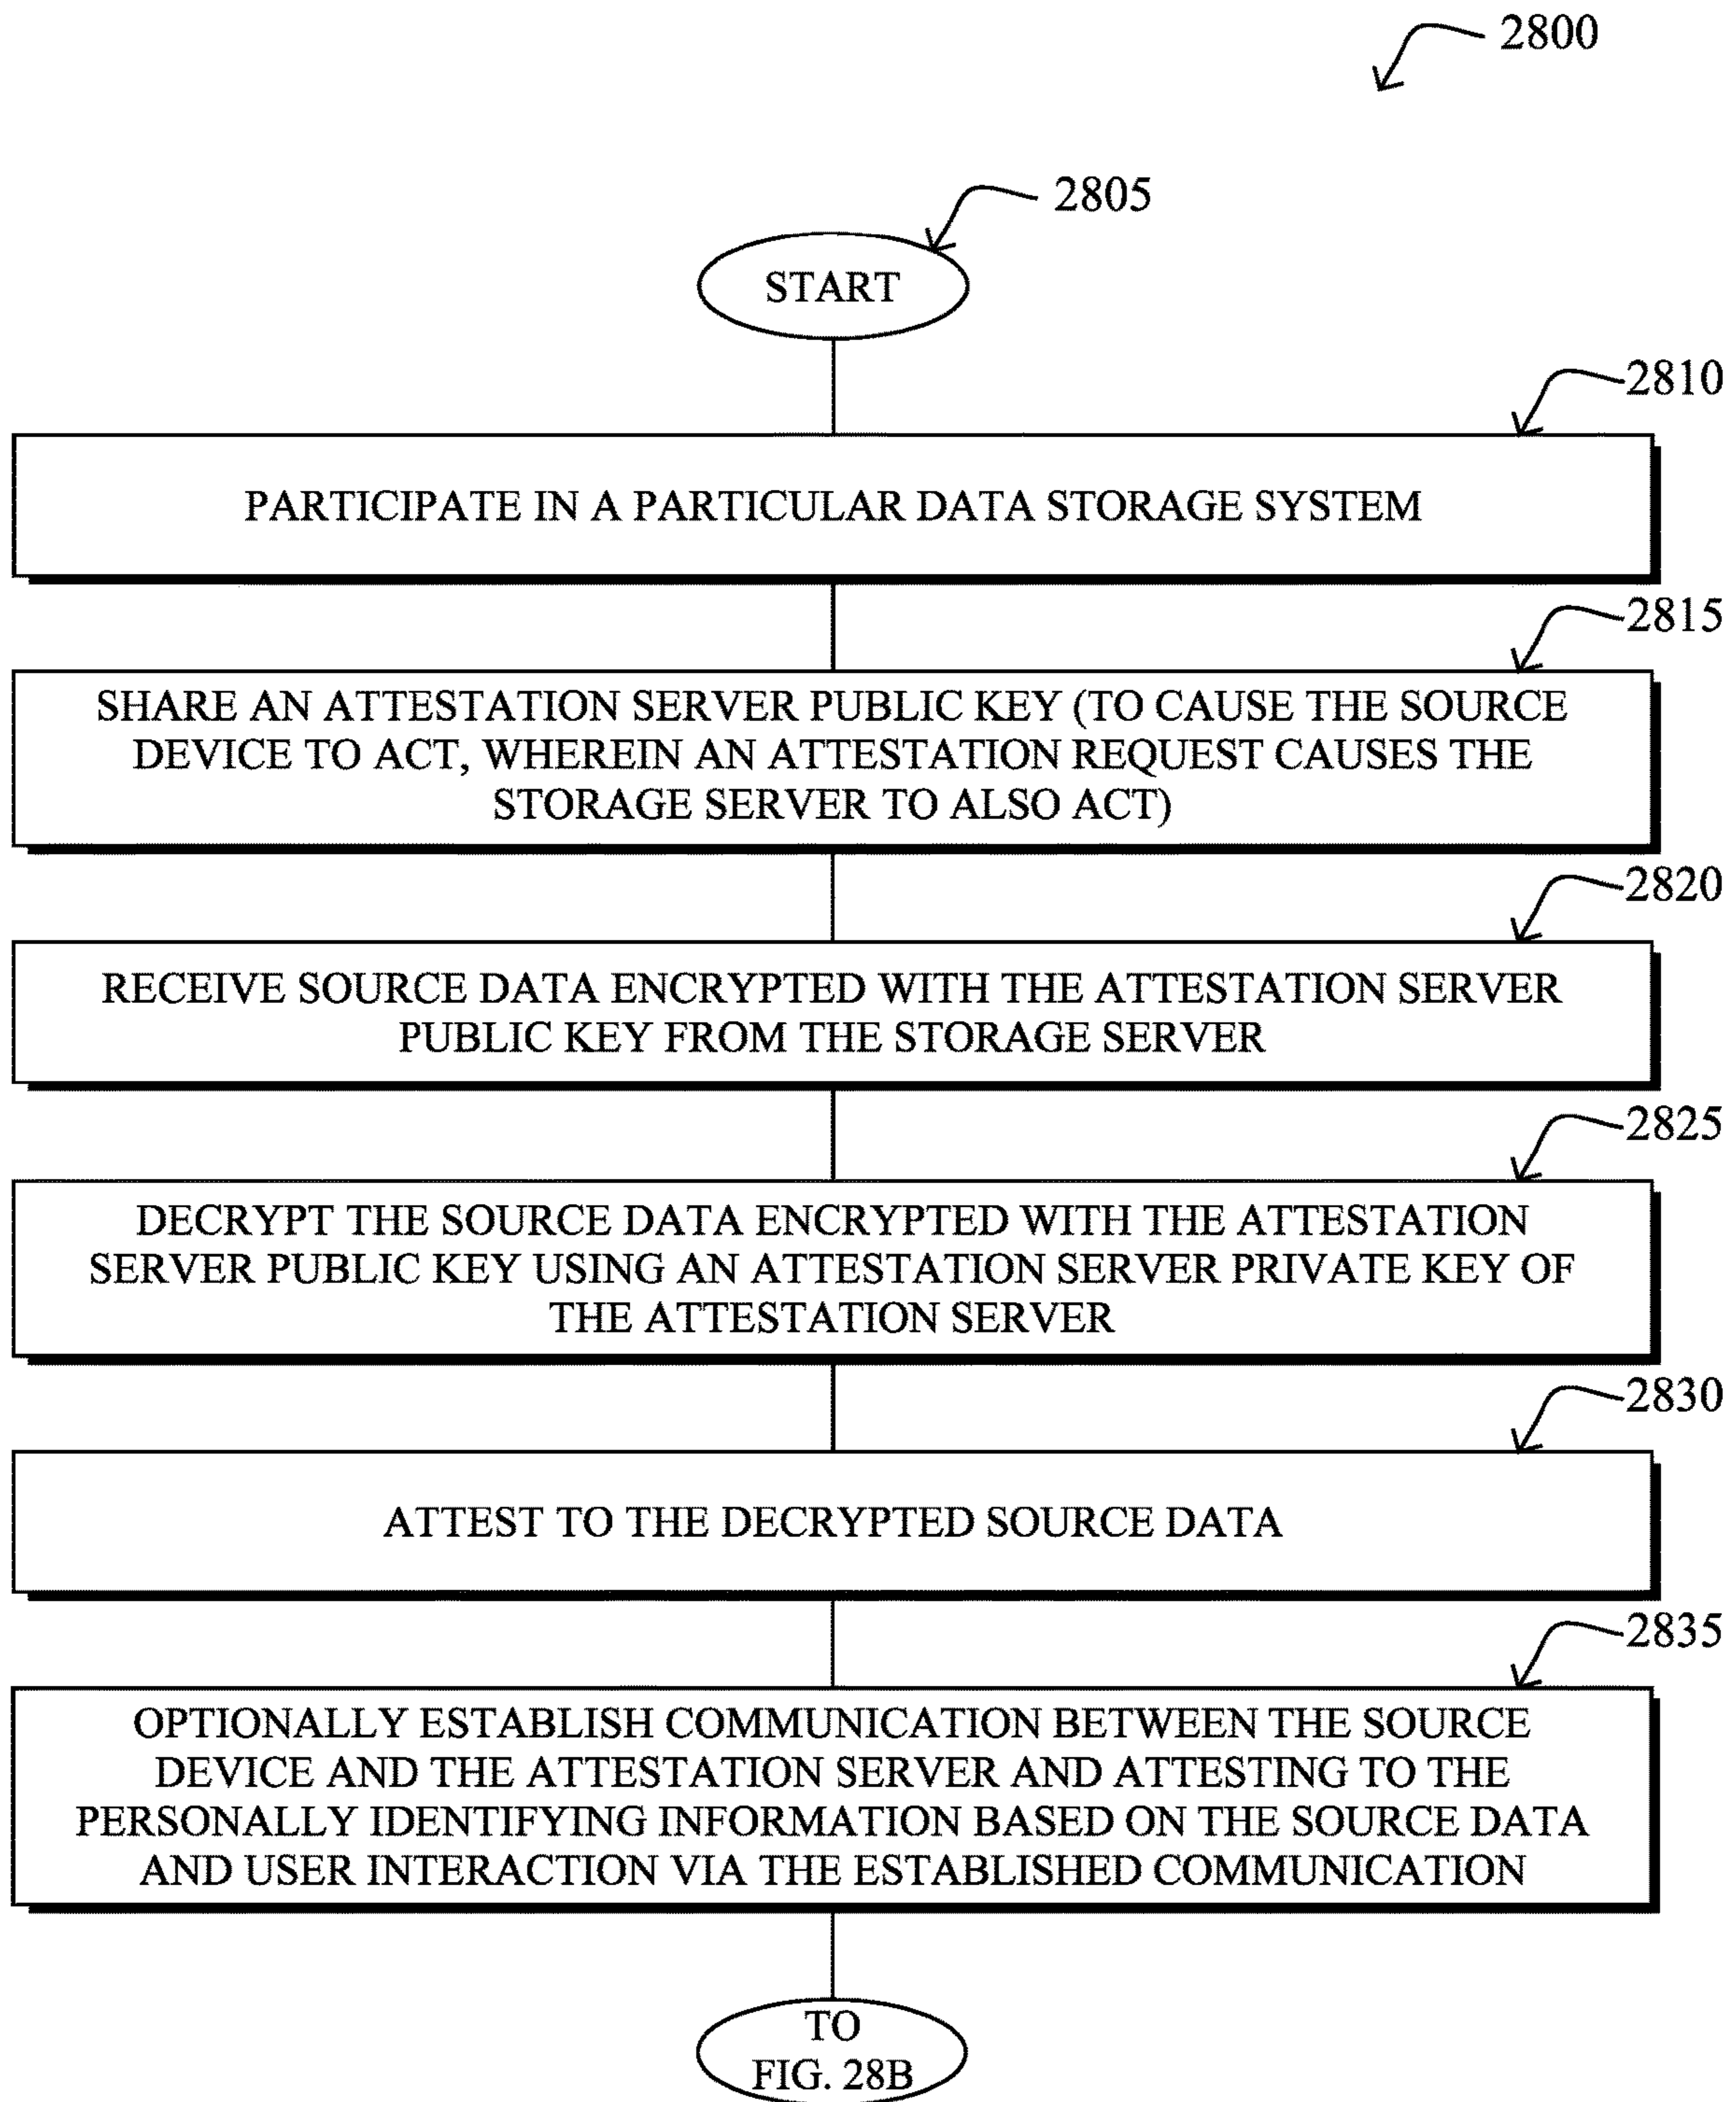 2800
2805
START
2810
PARTICIPATE IN A PARTICULAR DATA STORAGE SYSTEM
2815
SHARE AN ATTESTATION SERVER PUBLIC KEY (TO CAUSE THE SOURCE
DEVICE TO ACT, WHEREIN AN ATTESTATION REQUEST CAUSES THE
STORAGE SERVER TO ALSO ACT)
2820
RECEIVE SOURCE DATA ENCRYPTED WITH THE ATTESTATION SERVER
PUBLIC KEY FROM THE STORAGE SERVER
2825
DECRYPT THE SOURCE DATA ENCRYPTED WITH THE ATTESTATION
SERVER PUBLIC KEY USING AN ATTESTATION SERVER PRIVATE KEY OF
THE ATTESTATION SERVER
2830
ATTEST TO THE DECRYPTED SOURCE DATA
2835
OPTIONALLY ESTABLISH COMMUNICATION BETWEEN THE SOURCE
DEVICE AND THE ATTESTATION SERVER AND ATTESTING TO THE
PERSONALLY IDENTIFYING INFORMATION BASED ON THE SOURCE DATA
AND USER INTERACTION VIA THE ESTABLISHED COMMUNICATION
TO
FIG. 28B